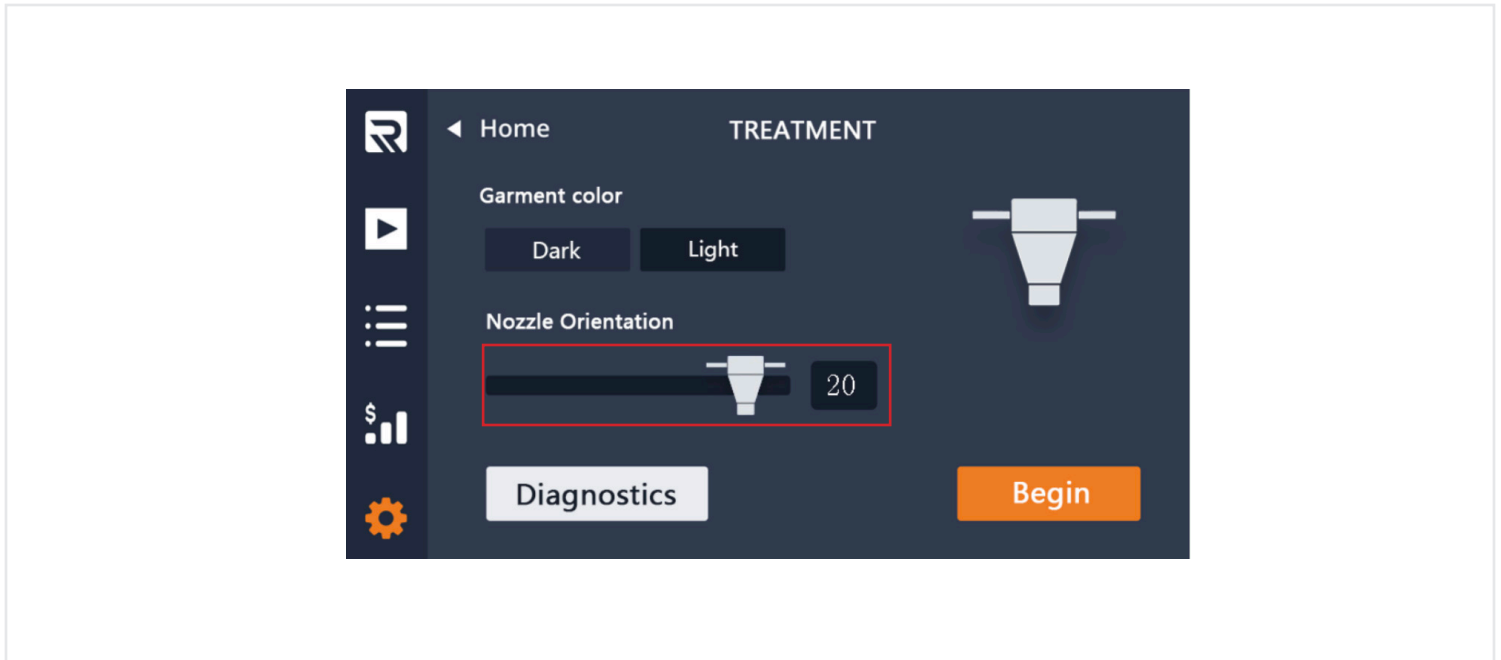 Home
TREATMENT
Garment color
Dark
Light
Nozzle Orientation
20
$
Diagnostics
Begin